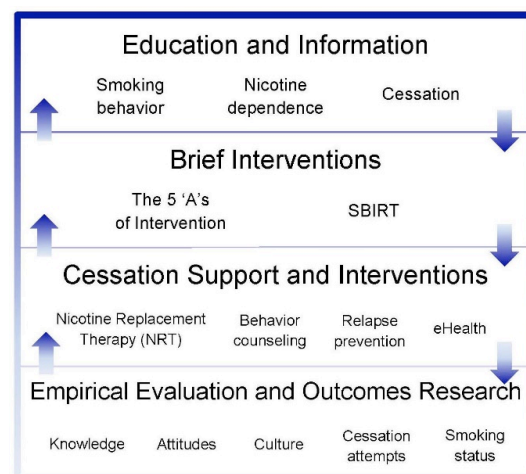 Education and Information
Smoking behavior
Nicotine dependence
Cessation
Brief Interventions
The 5 'A's of Intervention
SBIRT
Cessation Support and Interventions
Nicotine Replacement Therapy (NRT)
Behavior counseling
Relapse prevention
eHealth
Empirical Evaluation and Outcomes Research
Knowledge
Attitudes
Culture
Cessation attempts
Smoking status